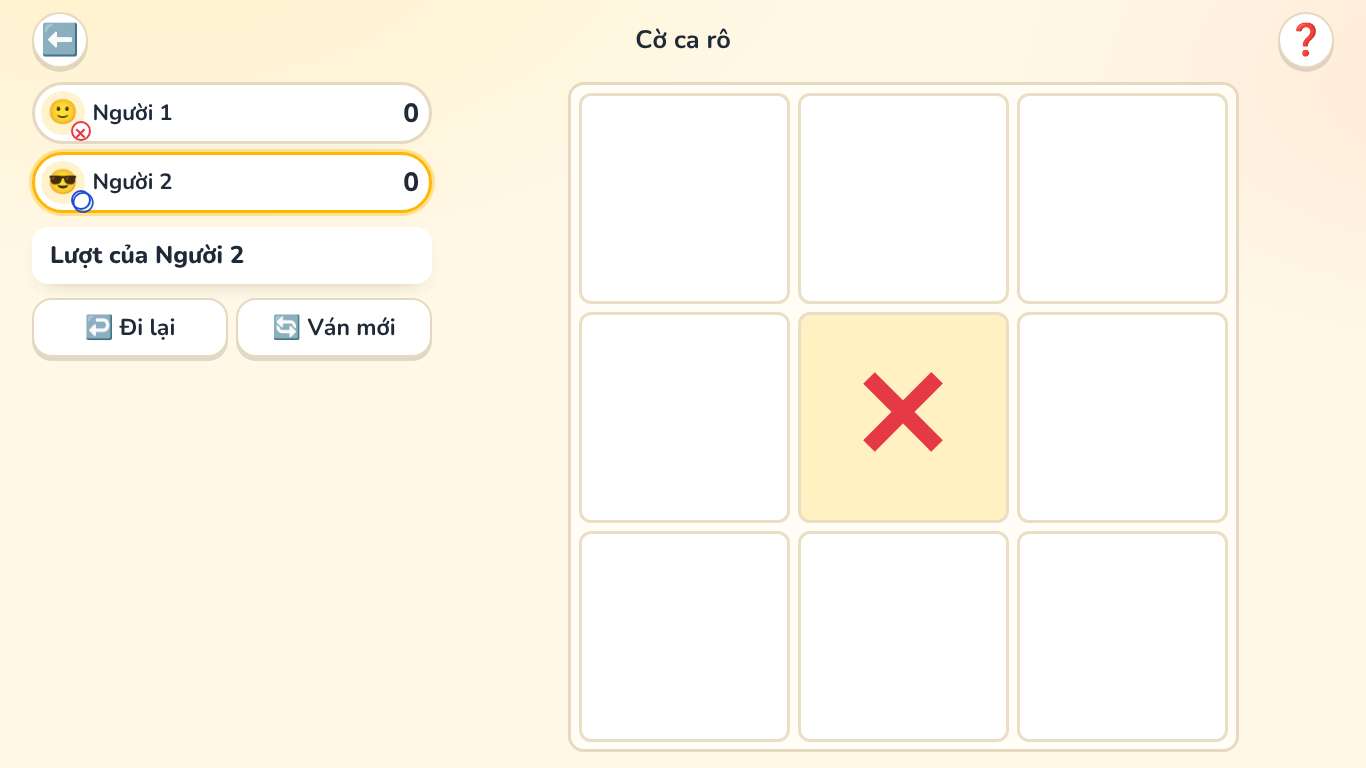 Cờ ca rô
Người 1 0
Người 2 0
Lượt của Người 2
Đi lại
Ván mới